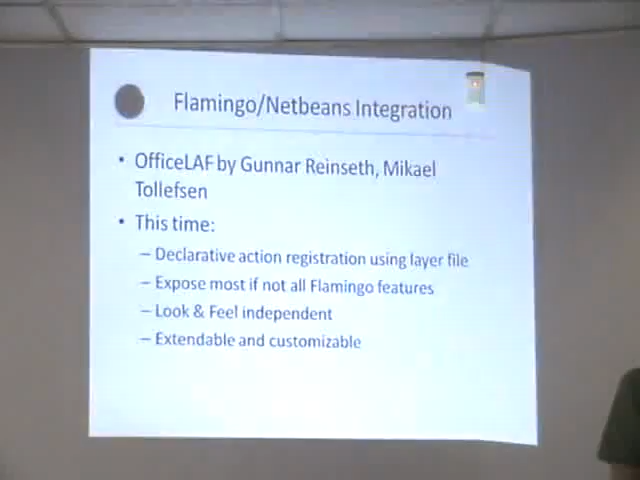 Flamingo/Netbeans Integration
• OfficeLAF by Gunnar Reinseth, Mikael
Tollefsen
• This time:
– Declarative action registration using layer file
– Expose most if not all Flamingo features
– Look & Feel independent
– Extendable and customizable